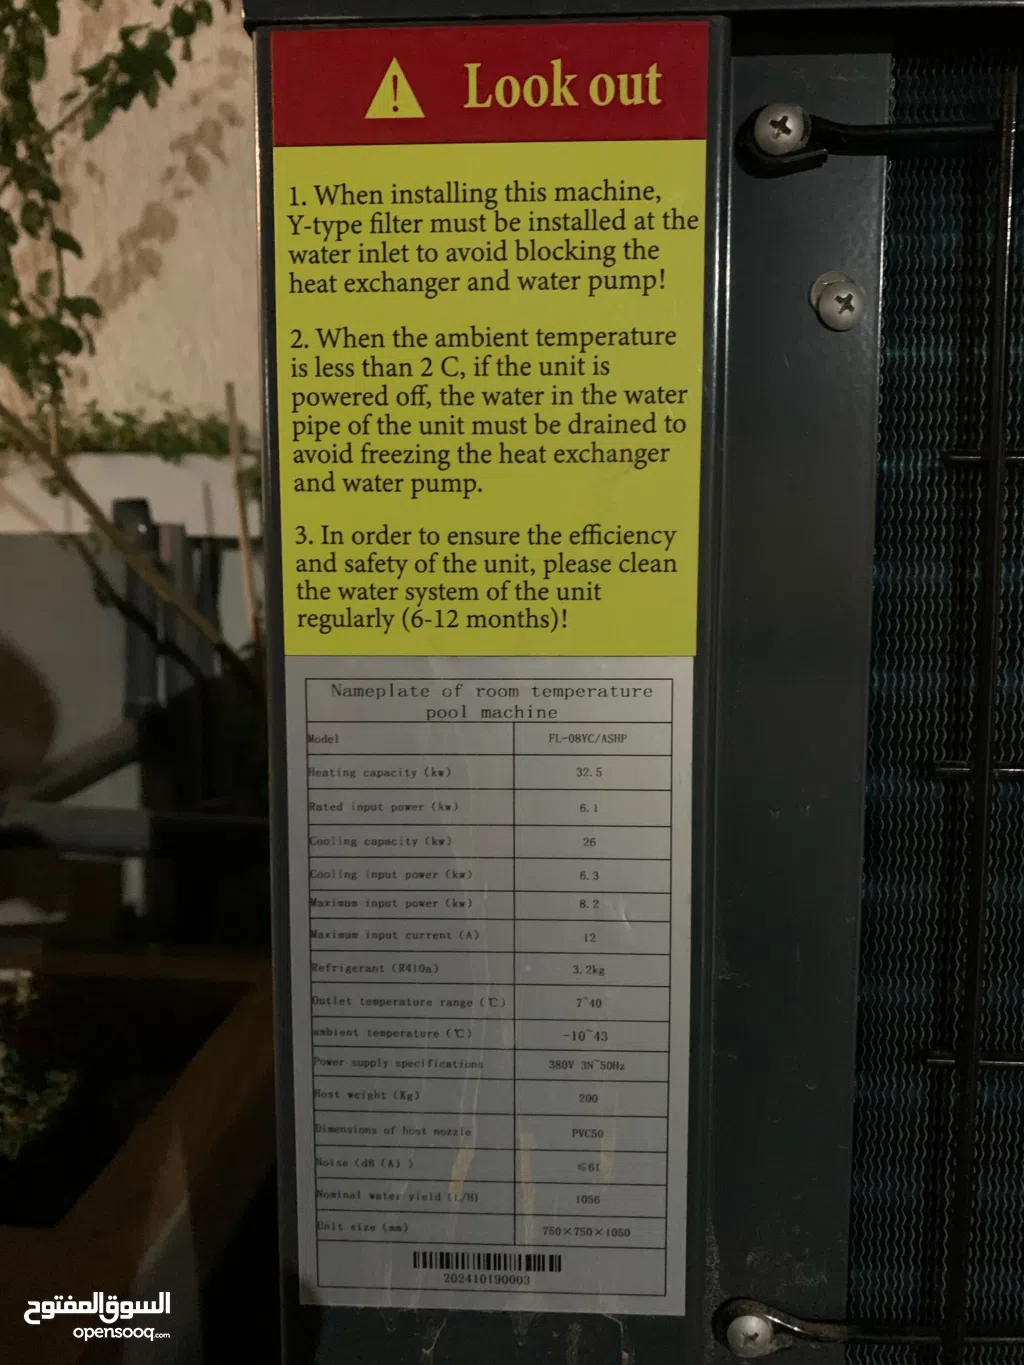 Look out
1. When installing this machine,
Y-type filter must be installed at the
water inlet to avoid blocking the
heat exchanger and water pump!
2. When the ambient temperature
is less than 2 C, if the unit is
powered off, the water in the water
pipe of the unit must be drained to
avoid freezing the heat exchanger
and water pump.
3. In order to ensure the efficiency
and safety of the unit, please clean
the water system of the unit
regularly (6-12 months)!
Nameplate of room temperature
pool machine
Model FL-08YC/ASHP
Heating capacity (kw) 32.5
Rated input power (kw) 6.1
Cooling capacity (kw) 26
Cooling input power (kw) 6.3
Maximum input power (kw) 8.2
Maximum input current (A) 12
Refrigerant (R410a) 3.2kg
Outlet temperature range (℃) 7~40
ambient temperature (℃) -10~43
Power supply specifications 380V 3N~50Hz
Host weight (Kg) 200
Dimensions of host nozzle PVC50
Noise (dB (A) ) ≤61
Nominal water yield (L/H) 1056
Unit size (mm) 750×750×1050
202410190003
السوق المفتوح
opensooq.com